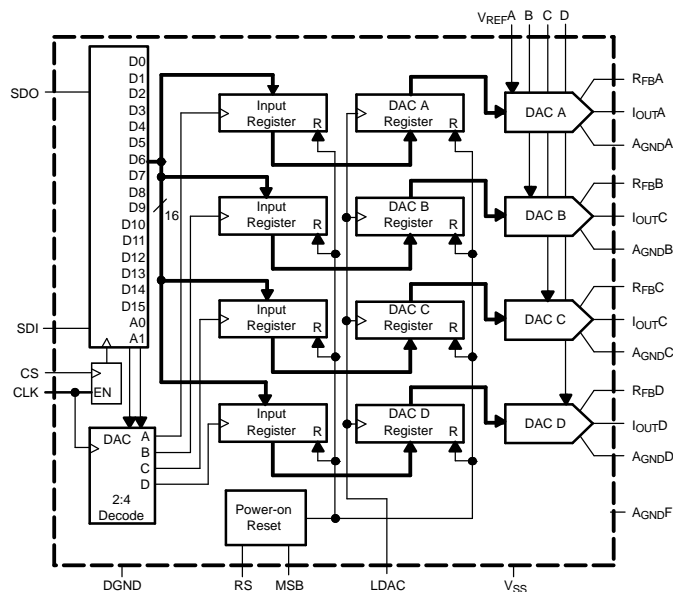 VREFA B C D
D0
D1
D2
D3
D4
D5
D6
D7
D8
D9
D10
D11
D12
D13
D14
D15
A0
A1
SDO
SDI
CS
CLK
EN
16
DAC A
B
C
D
2:4
Decode
Input
Register
R
DAC A
Register
R
DAC A
RFBA
IOUTA
AGNDA
Input
Register
R
DAC B
Register
R
DAC B
RFBB
IOUTC
AGNDB
Input
Register
R
DAC C
Register
R
DAC C
RFBC
IOUTC
AGNDC
Input
Register
R
DAC D
Register
R
DAC D
RFBD
IOUTD
AGNDD
Power-on
Reset
AGNDF
DGND
RS
MSB
LDAC
VSS